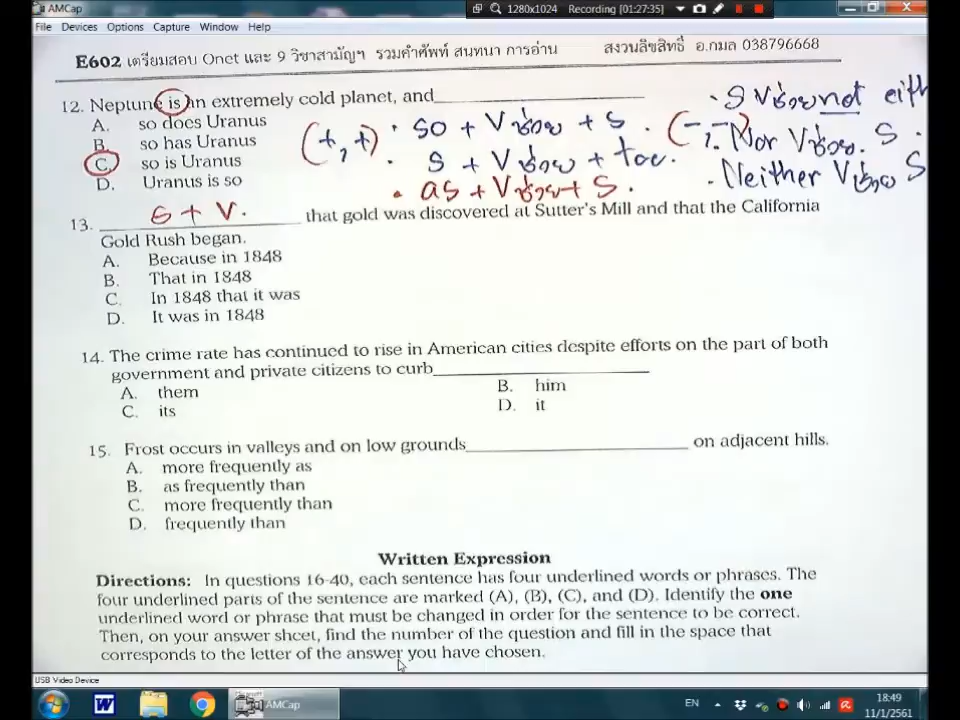 AMCap
1280x1024 Recording [01:27:35]
File Devices Options Capture Window Help
E602 เตรียมสอบ Onet และ 9 วิชาสามัญฯ รวมคำศัพท์ สนทนา การอ่าน สงวนลิขสิทธิ์ อ.กมล 038796668
12. Neptune is an extremely cold planet, and
A. so does Uranus
B. so has Uranus
C. so is Uranus
D. Uranus is so
(+,+) . so + Vช่วย + S.
. S + Vช่วย + too.
. as + Vช่วย + S.
. S Vช่วย not eith
(-,-) . Nor Vช่วย S.
. Neither Vช่วย S
S + V.
13. that gold was discovered at Sutter's Mill and that the California
Gold Rush began.
A. Because in 1848
B. That in 1848
C. In 1848 that it was
D. It was in 1848
14. The crime rate has continued to rise in American cities despite efforts on the part of both
government and private citizens to curb
A. them B. him
C. its D. it
15. Frost occurs in valleys and on low grounds on adjacent hills.
A. more frequently as
B. as frequently than
C. more frequently than
D. frequently than
Written Expression
Directions: In questions 16-40, each sentence has four underlined words or phrases. The
four underlined parts of the sentence are marked (A), (B), (C), and (D). Identify the one
underlined word or phrase that must be changed in order for the sentence to be correct.
Then, on your answer sheet, find the number of the question and fill in the space that
corresponds to the letter of the answer you have chosen.
USB Video Device
AMCap
EN
18:49
11/1/2561